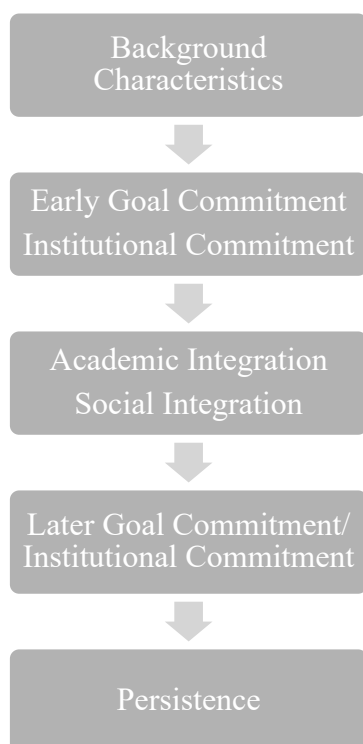 Background
Characteristics
Early Goal Commitment
Institutional Commitment
Academic Integration
Social Integration
Later Goal Commitment/
Institutional Commitment
Persistence